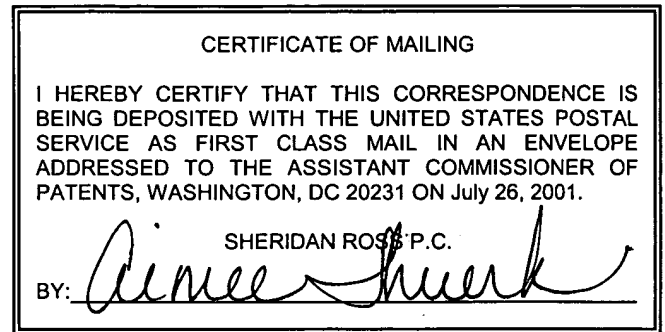 CERTIFICATE OF MAILING
I HEREBY CERTIFY THAT THIS CORRESPONDENCE IS
BEING DEPOSITED WITH THE UNITED STATES POSTAL
SERVICE AS FIRST CLASS MAIL IN AN ENVELOPE
ADDRESSED TO THE ASSISTANT COMMISSIONER OF
PATENTS, WASHINGTON, DC 20231 ON July 26, 2001.
SHERIDAN ROSS P.C.
BY: Aimee